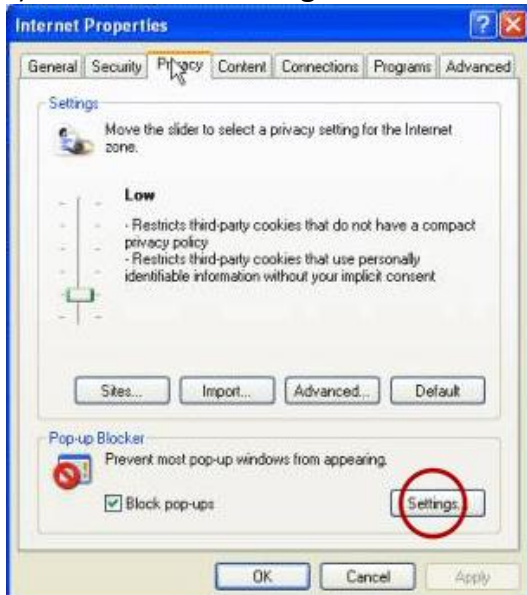 Internet Properties
General Security Privacy Content Connections Programs Advanced
Settings
Move the slider to select a privacy setting for the Internet
zone.
Low
- Restricts third-party cookies that do not have a compact
privacy policy
- Restricts third-party cookies that use personally
identifiable information without your implicit consent
Sites... Import... Advanced... Default
Pop-up Blocker
Prevent most pop-up windows from appearing.
Block pop-ups Settings...
OK Cancel Apply